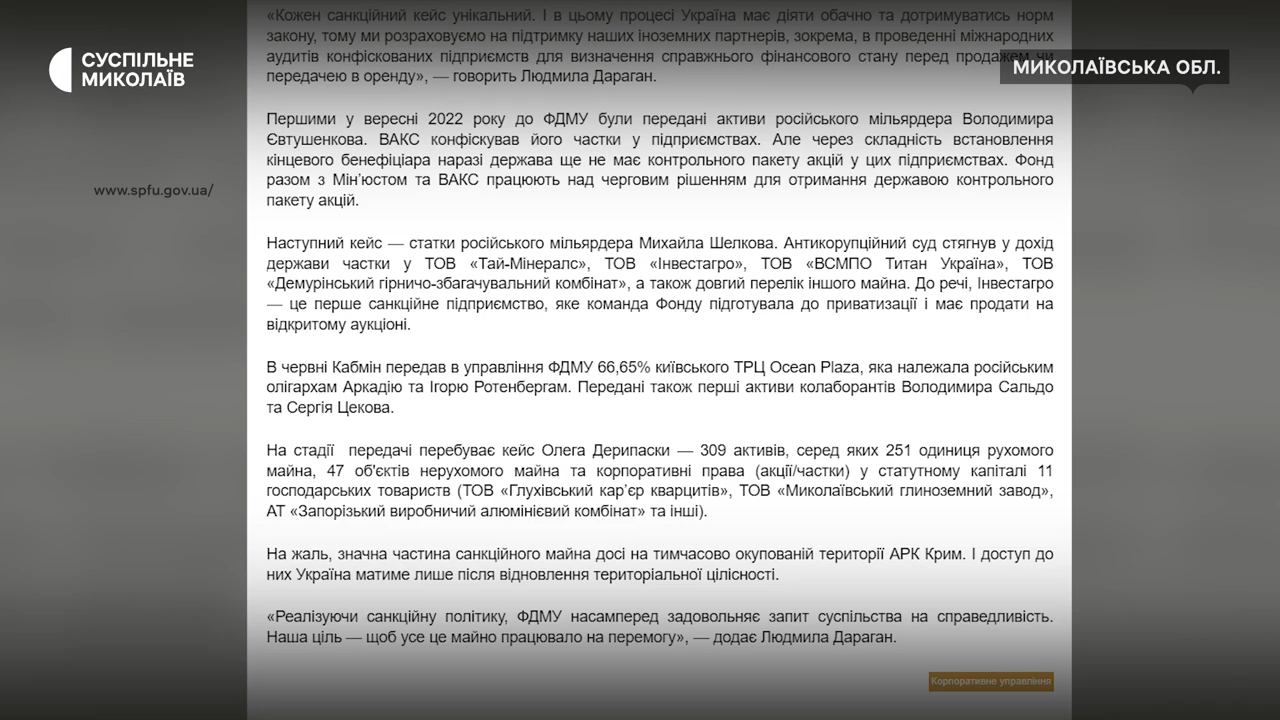 СУСПІЛЬНЕ
МИКОЛАЇВ
МИКОЛАЇВСЬКА ОБЛ.
www.spfu.gov.ua/
«Кожен санкційний кейс унікальний. І в цьому процесі Україна має діяти обачно та дотримуватись норм
закону, тому ми розраховуємо на підтримку наших іноземних партнерів, зокрема, в проведенні міжнародних
аудитів конфіскованих підприємств для визначення справжнього фінансового стану перед продажем чи
передачею в оренду», — говорить Людмила Дараган.
Першими у вересні 2022 року до ФДМУ були передані активи російського мільярдера Володимира
Євтушенкова. ВАКС конфіскував його частки у підприємствах. Але через складність встановлення
кінцевого бенефіціара наразі держава ще не має контрольного пакету акцій у цих підприємствах. Фонд
разом з Мін’юстом та ВАКС працюють над черговим рішенням для отримання державою контрольного
пакету акцій.
Наступний кейс — статки російського мільярдера Михайла Шелкова. Антикорупційний суд стягнув у дохід
держави частки у ТОВ «Тай-Мінералс», ТОВ «Інвестагро», ТОВ «ВСМПО Титан Україна», ТОВ
«Демурінський гірничо-збагачувальний комбінат», а також довгий перелік іншого майна. До речі, Інвестагро
— це перше санкційне підприємство, яке команда Фонду підготувала до приватизації і має продати на
відкритому аукціоні.
В червні Кабмін передав в управління ФДМУ 66,65% київського ТРЦ Ocean Plaza, яка належала російським
олігархам Аркадію та Ігорю Ротенбергам. Передані також перші активи колаборантів Володимира Сальдо
та Сергія Цекова.
На стадії передачі перебуває кейс Олега Дерипаски — 309 активів, серед яких 251 одиниця рухомого
майна, 47 об'єктів нерухомого майна та корпоративні права (акції/частки) у статутному капіталі 11
господарських товариств (ТОВ «Глухівський кар’єр кварцитів», ТОВ «Миколаївський глиноземний завод»,
АТ «Запорізький виробничий алюмінієвий комбінат» та інші).
На жаль, значна частина санкційного майна досі на тимчасово окупованій території АРК Крим. І доступ до
них Україна матиме лише після відновлення територіальної цілісності.
«Реалізуючи санкційну політику, ФДМУ насамперед задовольняє запит суспільства на справедливість.
Наша ціль — щоб усе це майно працювало на перемогу», — додає Людмила Дараган.
Корпоративне управління